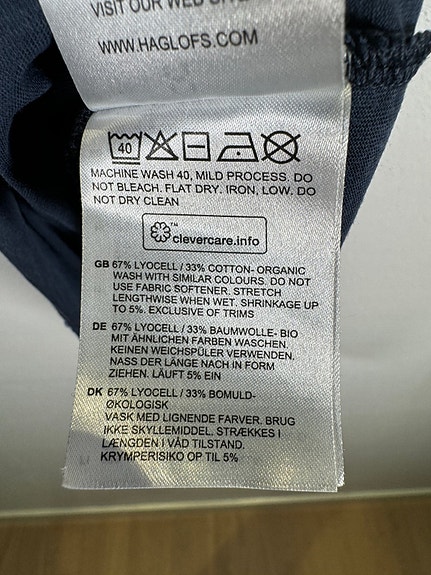 VISIT OUR WEB
WWW.HAGLOFS.COM
40
MACHINE WASH 40, MILD PROCESS. DO
NOT BLEACH. FLAT DRY. IRON, LOW. DO
NOT DRY CLEAN
clevercare.info
GB 67% LYOCELL / 33% COTTON- ORGANIC
WASH WITH SIMILAR COLOURS. DO NOT
USE FABRIC SOFTENER. STRETCH
LENGTHWISE WHEN WET. SHRINKAGE UP
TO 5%. EXCLUSIVE OF TRIMS
DE 67% LYOCELL / 33% BAUMWOLLE- BIO
MIT ÄHNLICHEN FARBEN WASCHEN.
KEINEN WEICHSPÜLER VERWENDEN.
NASS DER LÄNGE NACH IN FORM
ZIEHEN. LÄUFT 5% EIN
DK 67% LYOCELL / 33% BOMULD-
ØKOLOGISK
VASK MED LIGNENDE FARVER. BRUG
IKKE SKYLLEMIDDEL. STRÆKKES I
LÆNGDEN I VÅD TILSTAND.
KRYMPERISIKO OP TIL 5%